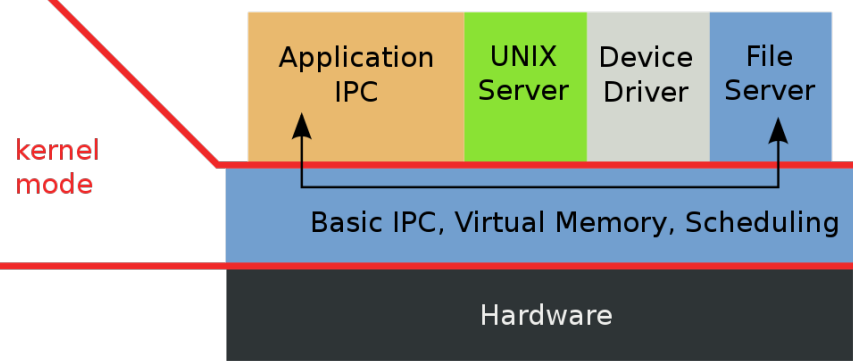 Application
IPC
UNIX
Server
Device
Driver
File
Server
kernel
mode
Basic IPC, Virtual Memory, Scheduling
Hardware